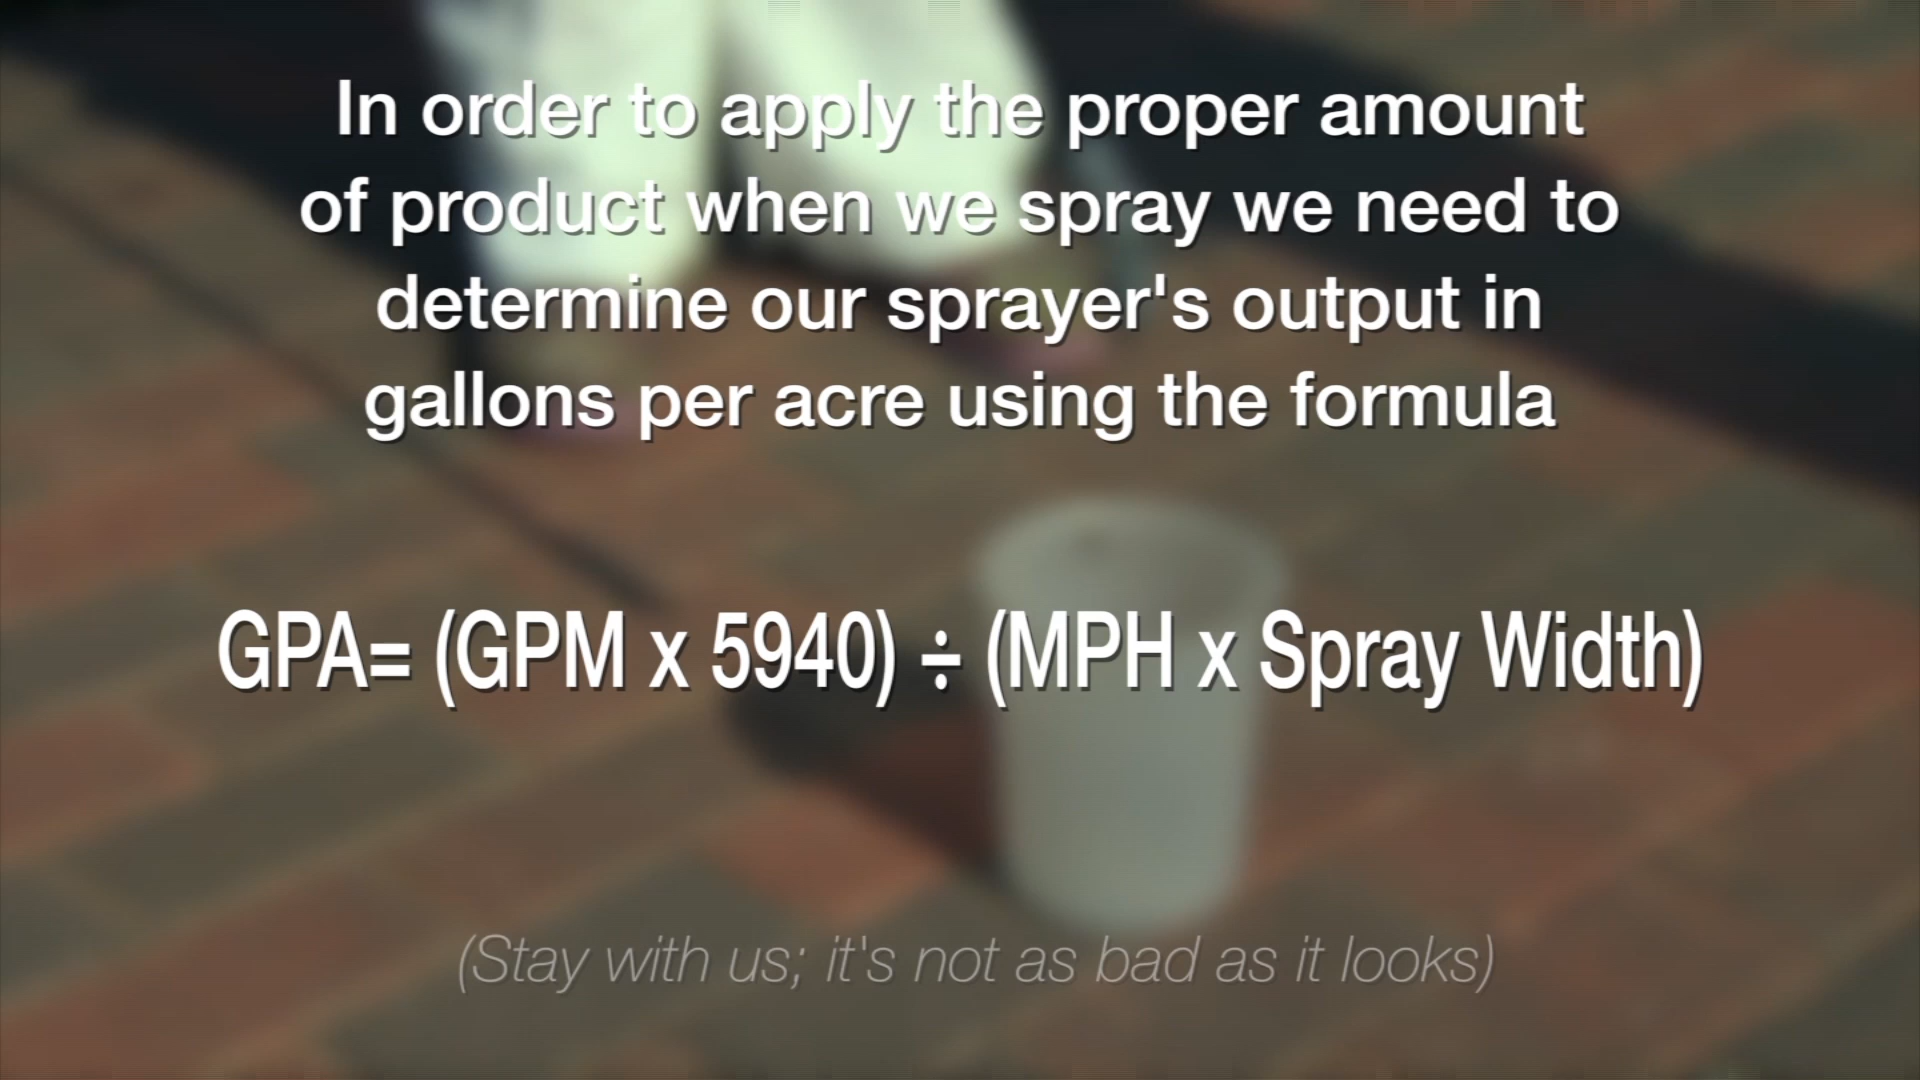 In order to apply the proper amount
of product when we spray we need to
determine our sprayer's output in
gallons per acre using the formula
GPA= (GPM x 5940) ÷ (MPH x Spray Width)
(Stay with us; it's not as bad as it looks)